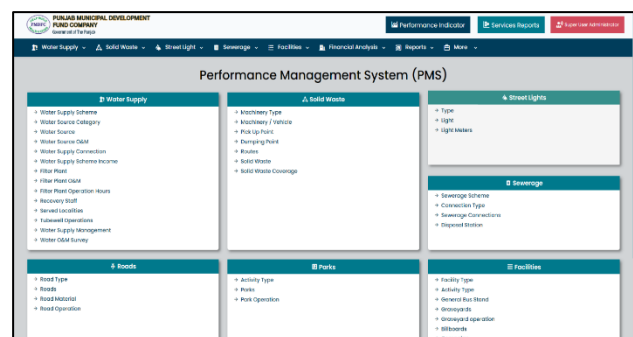 PUNJAB MUNICIPAL DEVELOPMENT
FUND COMPANY
Government of The Punjab
Performance Indicator
Services Reports
Super User Administrator
Water Supply
Solid Waste
Street Light
Sewerage
Facilities
Financial Analysis
Reports
More
Performance Management System (PMS)
Water Supply
Water Supply Scheme
Water Source Category
Water Source
Water Source O&M
Water Supply Connection
Water Supply Scheme Income
Filter Plant
Filter Plant O&M
Filter Plant Operation Hours
Recovery Staff
Served Localities
Tubewell Operations
Water Supply Management
Water O&M Survey
Solid Waste
Machinery Type
Machinery / Vehicle
Pick Up Point
Dumping Point
Routes
Solid Waste
Solid Waste Coverage
Street Lights
Type
Light
Light Meters
Sewerage
Sewerage Scheme
Connection Type
Sewerage Connections
Disposal Station
Roads
Road Type
Roads
Road Material
Road Operation
Parks
Activity Type
Parks
Park Operation
Facilities
Facility Type
Activity Type
General Bus Stand
Graveyards
Graveyard operation
Billboards